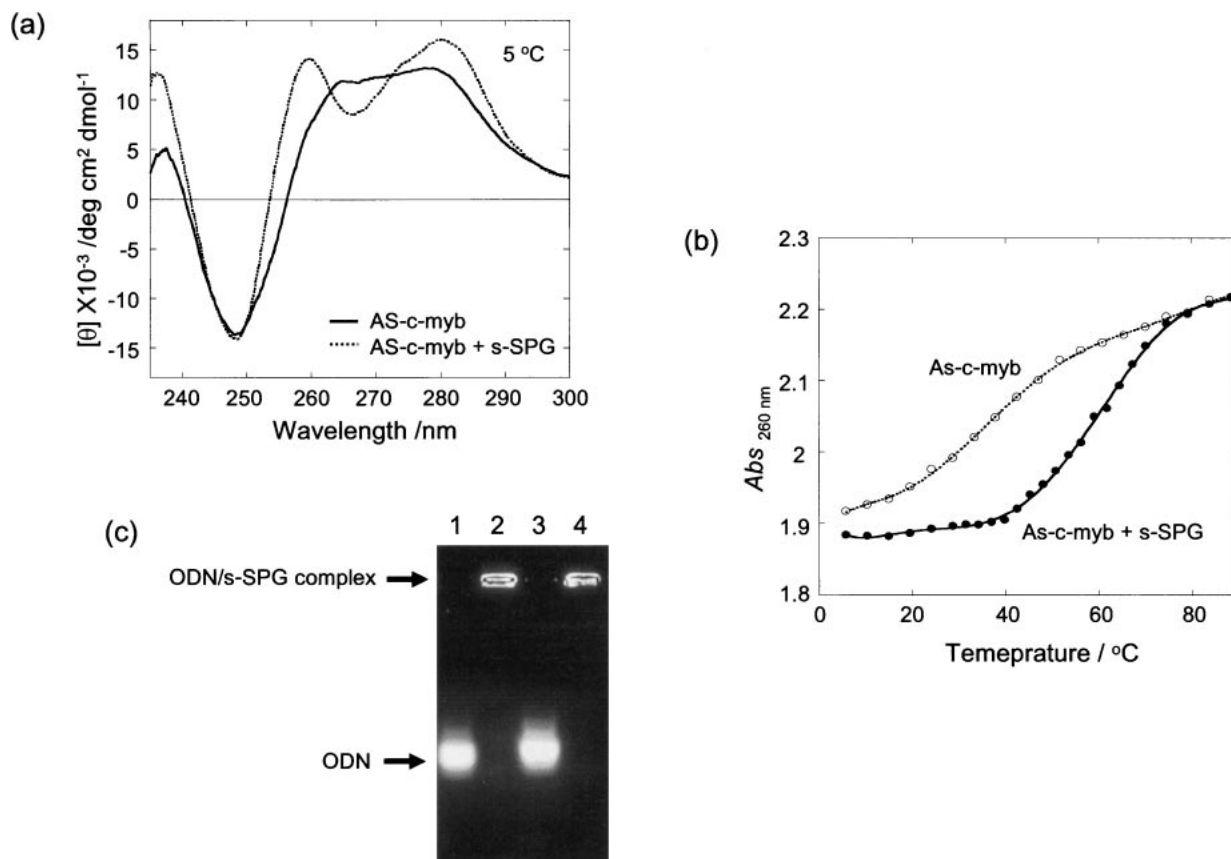 (a)
[θ] X10-3 /deg cm2 dmol-1
15
10
5
0
-5
-10
-15
5 oC
AS-c-myb
AS-c-myb + s-SPG
240 250 260 270 280 290 300
Wavelength /nm
(b)
Abs 260 nm
2.3
2.2
2.1
2
1.9
1.8
As-c-myb
As-c-myb + s-SPG
0 20 40 60 80
Temeprature / oC
(c)
1 2 3 4
ODN/s-SPG complex
ODN